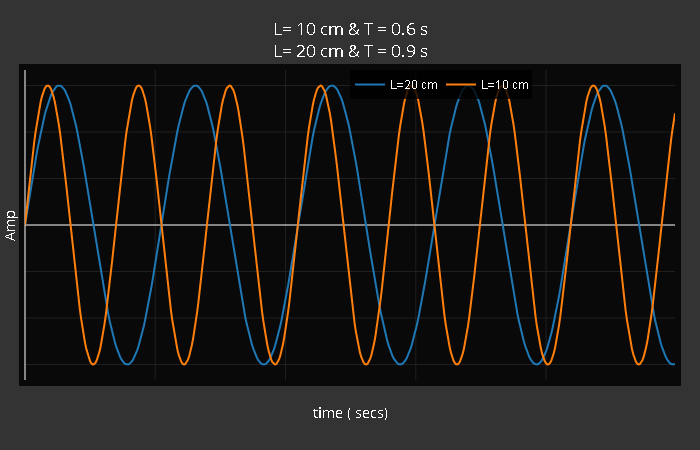 L= 10 cm & T = 0.6 s
L= 20 cm & T = 0.9 s
L=20 cm
L=10 cm
Amp
time ( secs)